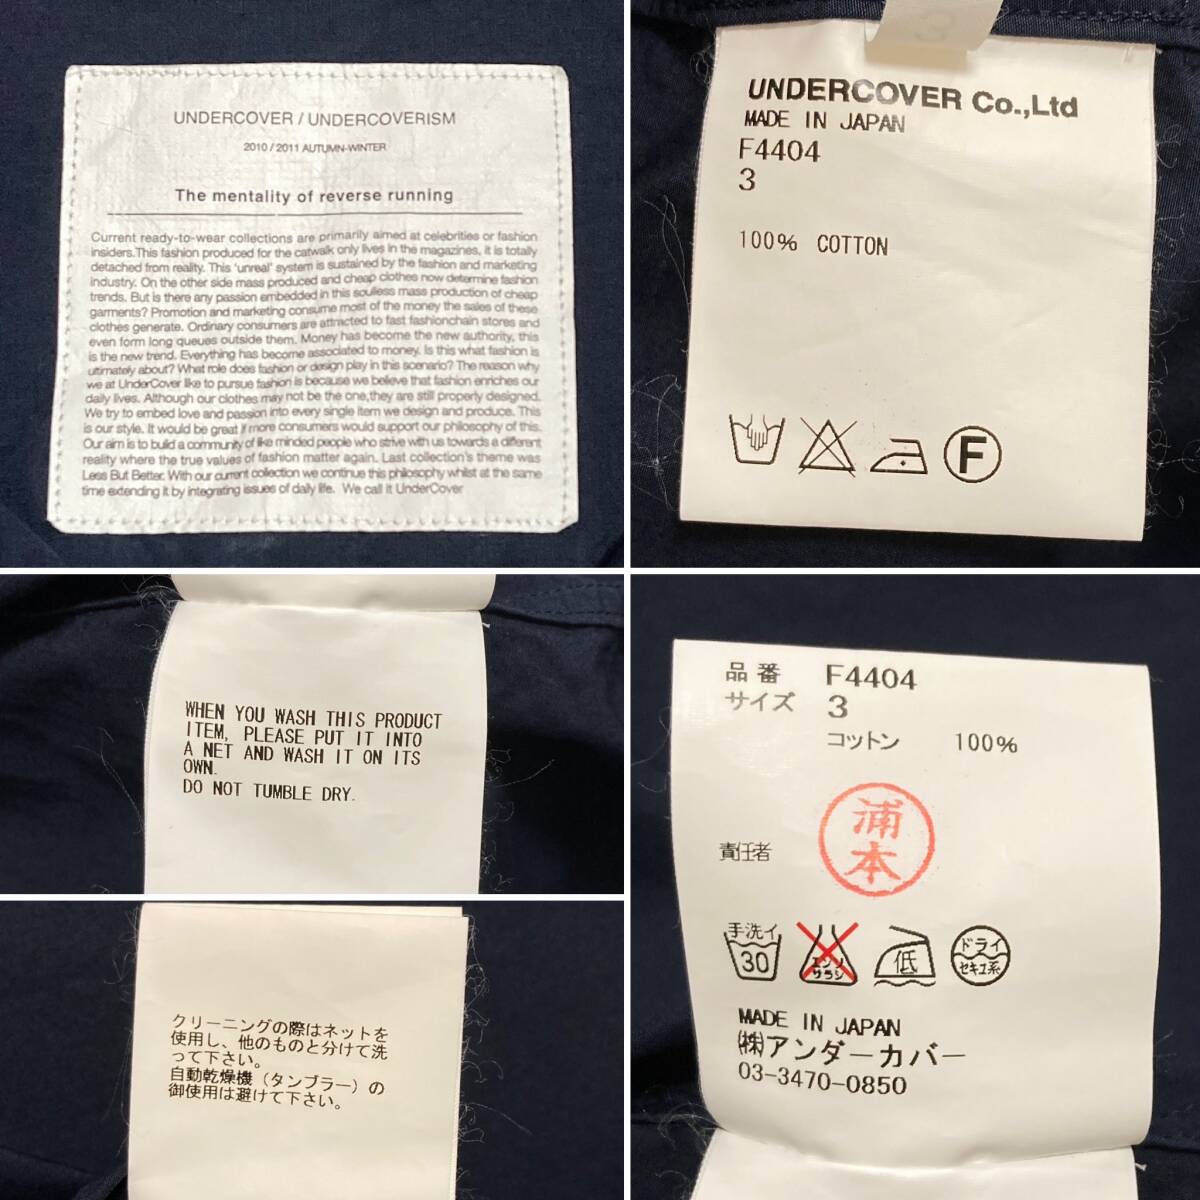 UNDERCOVER / UNDERCOVERISM
2010 / 2011 AUTUMN-WINTER
The mentality of reverse running
Current ready-to-wear collections are primarily aimed at celebrities or fashion
insiders.This fashion produced for the catwalk only lives in the magazines, it is totally
detached from reality. This 'unreal' system is sustained by the fashion and marketing
industry. On the other side mass produced and cheap clothes now determine fashion
trends. But is there any passion embedded in this soulless mass production of cheap
garments? Promotion and marketing consume most of the money the sales of these
clothes generate. Ordinary consumers are attracted to fast fashionchain stores and
even form long queues outside them. Money has become the new authority, this
is the new trend. Everything has become associated to money. Is this what fashion is
ultimately about? What role does fashion or design play in this scenario? The reason why
we at UnderCover like to pursue fashion is because we believe that fashion enriches our
daily lives. Although our clothes may not be the one,they are still properly designed.
We try to embed love and passion into every single item we design and produce. This
is our style. It would be great if more consumers would support our philosophy of this.
Our aim is to build a community of like minded people who strive with us towards a different
reality where the true values of fashion matter again. Last collection's theme was
Less But Better. With our current collection we continue this philosophy whilst at the same
time extending it by integrating issues of daily life. We call it UnderCover
3
UNDERCOVER Co.,Ltd
MADE IN JAPAN
F4404
3
100% COTTON
F
WHEN YOU WASH THIS PRODUCT
ITEM, PLEASE PUT IT INTO
A NET AND WASH IT ON ITS
OWN.
DO NOT TUMBLE DRY.
品番 F4404
サイズ 3
コットン 100%
責任者
浦本
手洗イ
30
エンソ
サラシ
低
ドライ
セキユ系
MADE IN JAPAN
㈱アンダーカバー
03-3470-0850
クリーニングの際はネットを
使用し、他のものと分けて洗
って下さい。
自動乾燥機（タンブラー）の
御使用は避けて下さい。